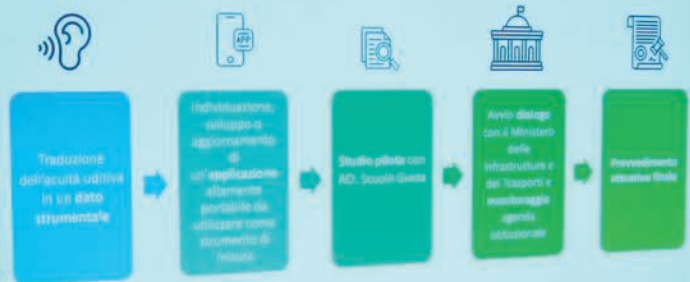 APP
Traduzione
dell'acuità uditiva
in un dato
strumentale
Individuazione,
sviluppo o
aggiornamento
di
un'applicazione
altamente
portabile da
utilizzare come
strumento di
misura
Studio pilota con
Scuola Guida
Avvio dialogo
con il Ministero
delle
Infrastrutture e
dei Trasporti e
monitoraggio
agenda
istituzionale
Provvedimento
attuativo finale